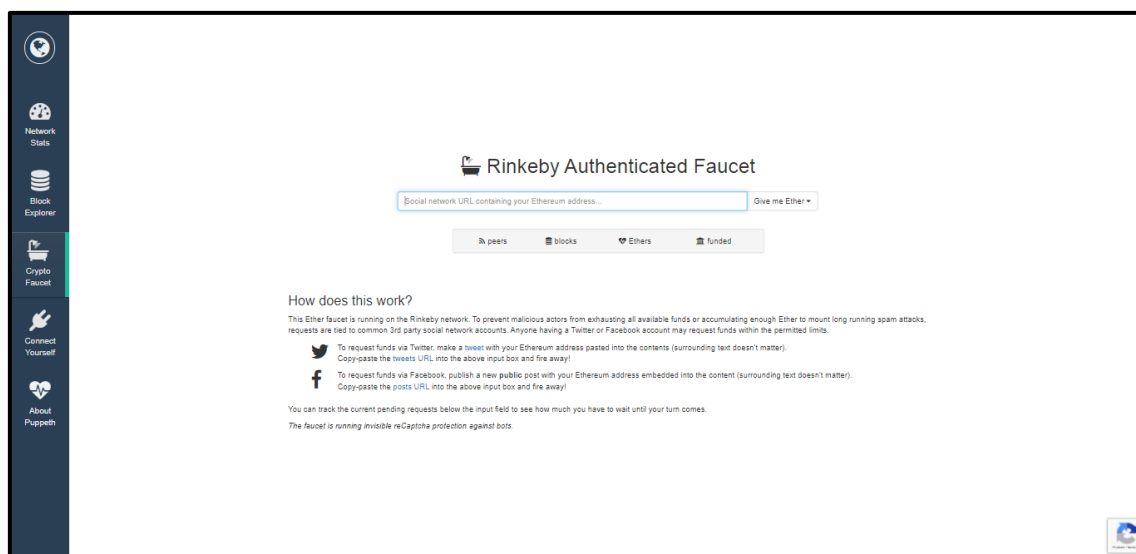 Network
Stats
Block
Explorer
Crypto
Faucet
Connect
Yourself
About
Puppeth
Rinkeby Authenticated Faucet
Social network URL containing your Ethereum address...
Give me Ether
peers
blocks
Ethers
funded
How does this work?
This Ether faucet is running on the Rinkeby network. To prevent malicious actors from exhausting all available funds or accumulating enough Ether to mount long running spam attacks,
requests are tied to common 3rd party social network accounts. Anyone having a Twitter or Facebook account may request funds within the permitted limits.
To request funds via Twitter, make a tweet with your Ethereum address pasted into the contents (surrounding text doesn't matter).
Copy-paste the tweets URL into the above input box and fire away!
To request funds via Facebook, publish a new public post with your Ethereum address embedded into the content (surrounding text doesn't matter).
Copy-paste the posts URL into the above input box and fire away!
You can track the current pending requests below the input field to see how much you have to wait until your turn comes.
The faucet is running invisible reCaptcha protection against bots.